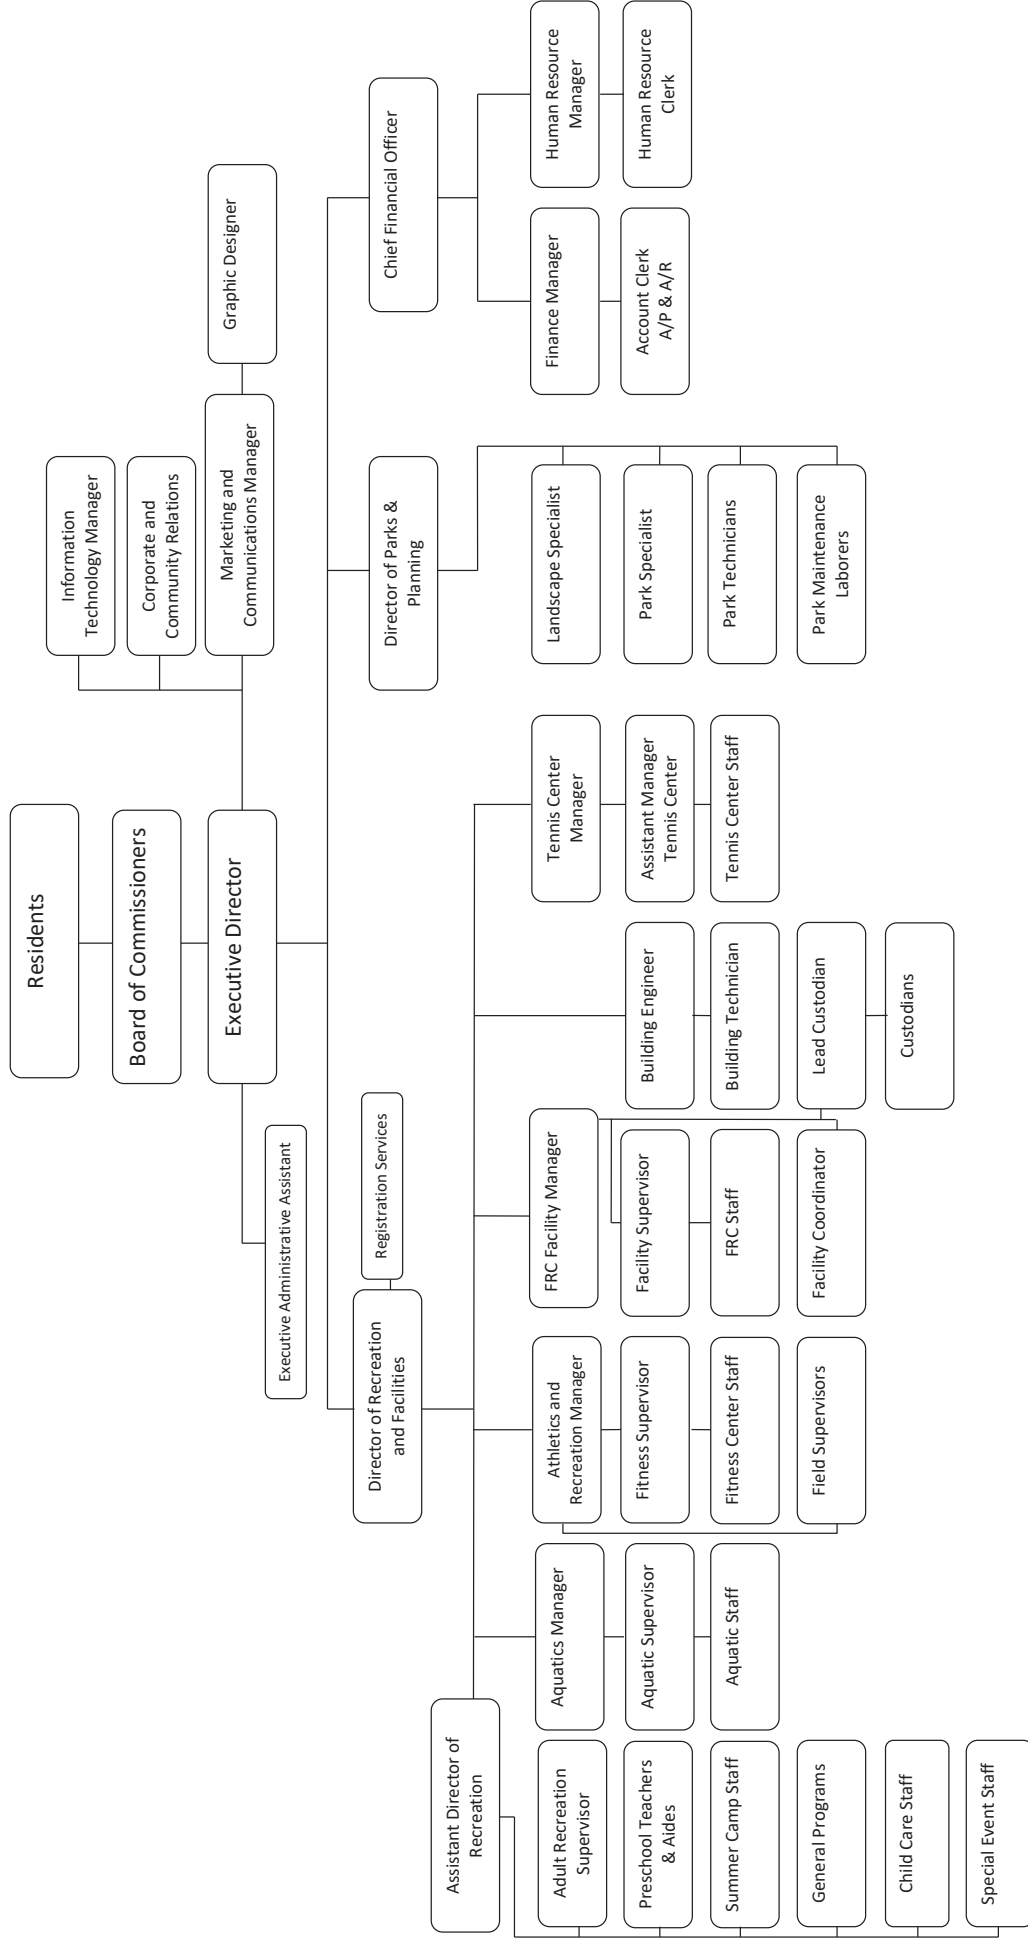 Residents
Board of Commissioners
Executive Director
Executive Administrative Assistant
Information
Technology Manager
Corporate and
Community Relations
Marketing and
Communications Manager
Graphic Designer
Director of Recreation
and Facilities
Registration Services
Director of Parks &
Planning
Chief Financial Officer
Assistant Director of
Recreation
Adult Recreation
Supervisor
Preschool Teachers
& Aides
Summer Camp Staff
General Programs
Child Care Staff
Special Event Staff
Aquatics Manager
Aquatic Supervisor
Aquatic Staff
Athletics and
Recreation Manager
Fitness Supervisor
Fitness Center Staff
Field Supervisors
FRC Facility Manager
Facility Supervisor
FRC Staff
Facility Coordinator
Building Engineer
Building Technician
Lead Custodian
Custodians
Tennis Center
Manager
Assistant Manager
Tennis Center
Tennis Center Staff
Landscape Specialist
Park Specialist
Park Technicians
Park Maintenance
Laborers
Finance Manager
Account Clerk
A/P & A/R
Human Resource
Manager
Human Resource
Clerk